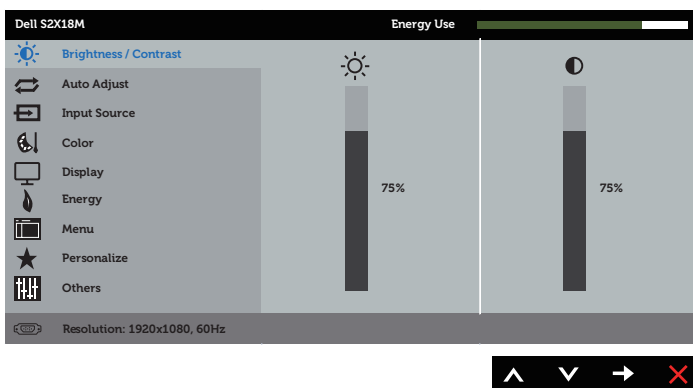 Dell S2X18M Energy Use
Brightness / Contrast
Auto Adjust
Input Source
Color
Display
75% 75%
Energy
Menu
Personalize
Others
Resolution: 1920x1080, 60Hz